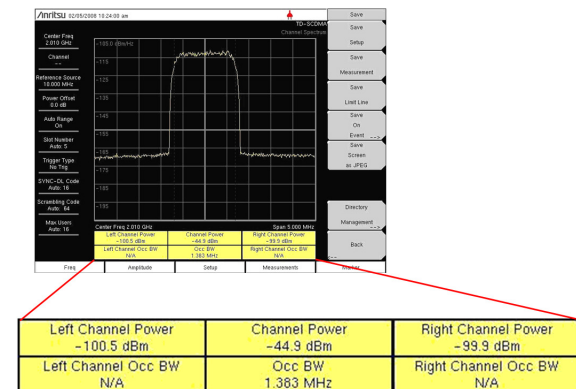 Anritsu 02/05/2008 10:24:00 am
TD-SCDMA
Channel Spectrum
Center Freq
2.010 GHz
Channel
--
Reference Source
10.000 MHz
Power Offset
0.0 dB
Auto Range
On
Slot Number
Auto: 5
Trigger Type
No Trig
SYNC-DL Code
Auto: 16
Scrambling Code
Auto: 64
Max Users
Auto: 16
-105.0 dBm/Hz
-115
-125
-135
-145
-155
-165
-175
-185
-195
Center Freq 2.010 GHz
Span 5.000 MHz
Left Channel Power
-100.5 dBm
Channel Power
-44.9 dBm
Right Channel Power
-99.9 dBm
Left Channel Occ BW
N/A
Occ BW
1.383 MHz
Right Channel Occ BW
N/A
Freq
Amplitude
Setup
Measurements
Marker
Save
Save
Setup
Save
Measurement
Save
Limit Line
Save
On
Event
-->
Save
Screen
as JPEG
Directory
Management
-->
Back
<--
Left Channel Power
-100.5 dBm
Channel Power
-44.9 dBm
Right Channel Power
-99.9 dBm
Left Channel Occ BW
N/A
Occ BW
1.383 MHz
Right Channel Occ BW
N/A